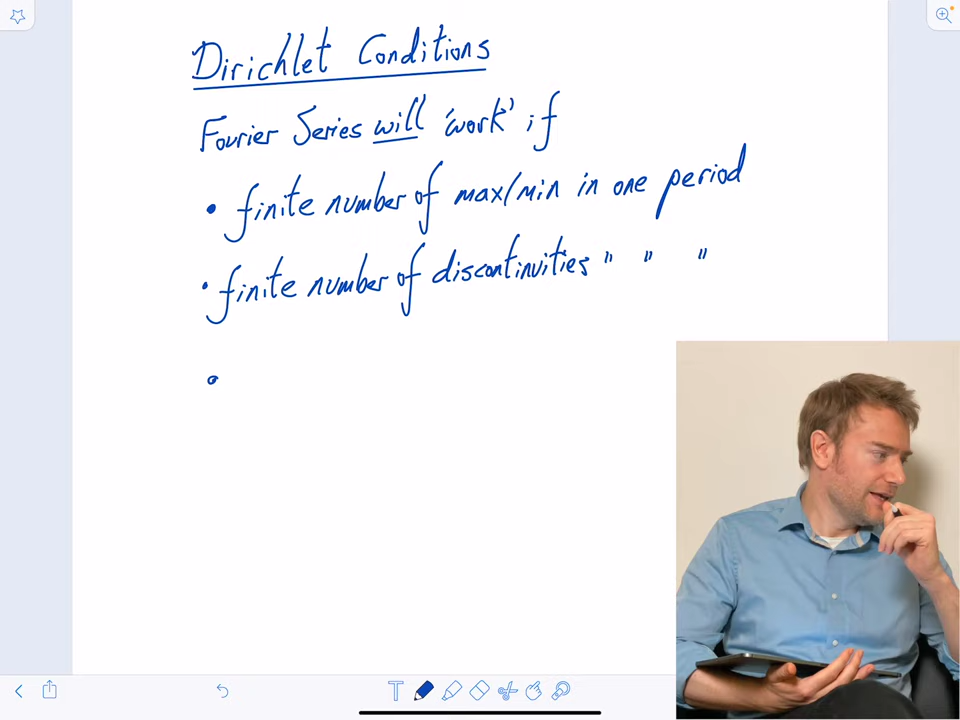 Dirichlet Conditions
Fourier Series will 'work' if
• finite number of max/min in one period
• finite number of discontinuities " " "
•